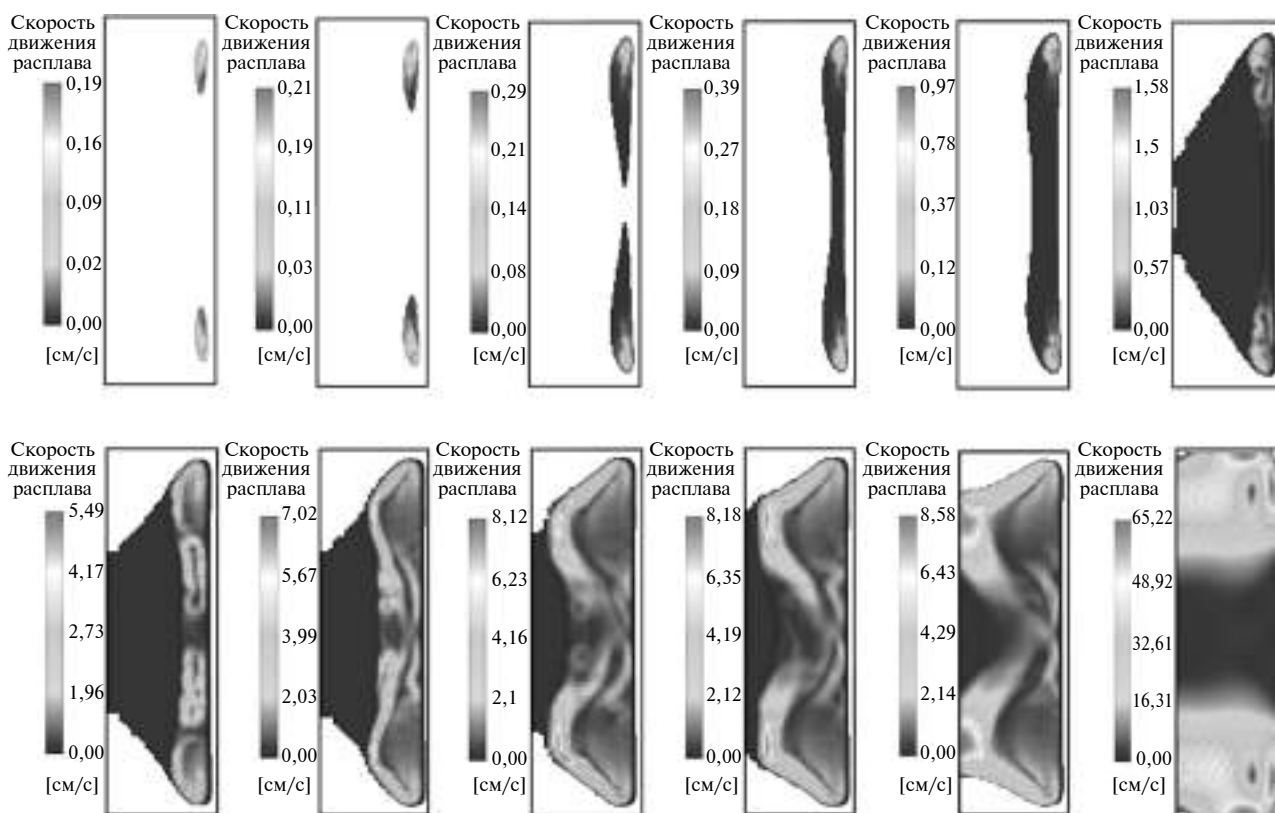 Скорость
движения
расплава
0,19
0,16
0,09
0,02
0,00
[см/с]
Скорость
движения
расплава
0,21
0,19
0,11
0,03
0,00
[см/с]
Скорость
движения
расплава
0,29
0,21
0,14
0,08
0,00
[см/с]
Скорость
движения
расплава
0,39
0,27
0,18
0,09
0,00
[см/с]
Скорость
движения
расплава
0,97
0,78
0,37
0,12
0,00
[см/с]
Скорость
движения
расплава
1,58
1,5
1,03
0,57
0,00
[см/с]
Скорость
движения
расплава
5,49
4,17
2,73
1,96
0,00
[см/с]
Скорость
движения
расплава
7,02
5,67
3,99
2,03
0,00
[см/с]
Скорость
движения
расплава
8,12
6,23
4,16
2,1
0,00
[см/с]
Скорость
движения
расплава
8,18
6,35
4,19
2,12
0,00
[см/с]
Скорость
движения
расплава
8,58
6,43
4,29
2,14
0,00
[см/с]
Скорость
движения
расплава
65,22
48,92
32,61
16,31
0,00
[см/с]